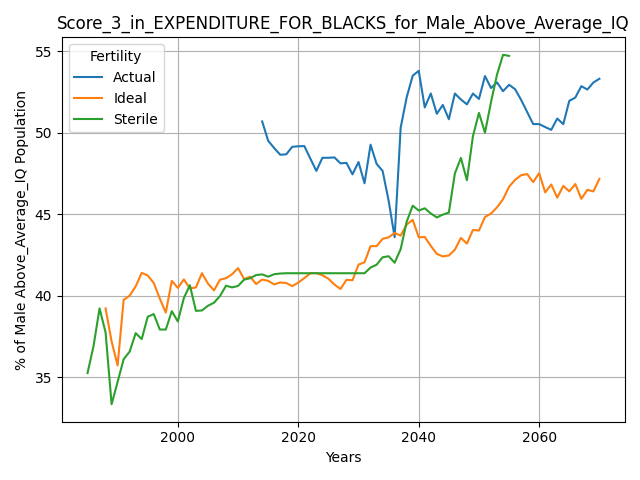 Score_3_in_EXPENDITURE_FOR_BLACKS_for_Male_Above_Average_IQ
Fertility
Actual
Ideal
Sterile
% of Male Above_Average_IQ Population
55
50
45
40
35
2000
2020
2040
2060
Years